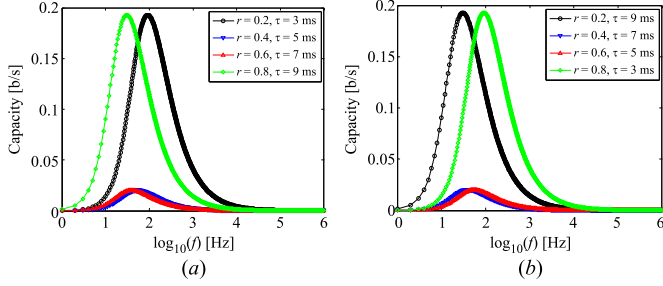 0.2
0.15
0.1
0.05
0
Capacity [b/s]
r = 0.2, τ = 3 ms
r = 0.4, τ = 5 ms
r = 0.6, τ = 7 ms
r = 0.8, τ = 9 ms
0 1 2 3 4 5 6
log10(f) [Hz]
(a)
0.2
0.15
0.1
0.05
0
Capacity [b/s]
r = 0.2, τ = 9 ms
r = 0.4, τ = 7 ms
r = 0.6, τ = 5 ms
r = 0.8, τ = 3 ms
0 1 2 3 4 5 6
log10(f) [Hz]
(b)